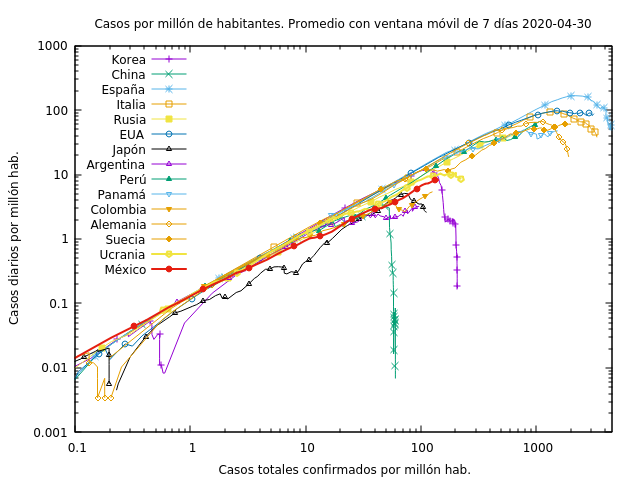 Casos por millón de habitantes. Promedio con ventana móvil de 7 días 2020-04-30
Casos diarios por millón hab.
1000
100
10
1
0.1
0.01
0.001
Korea
China
España
Italia
Rusia
EUA
Japón
Argentina
Perú
Panamá
Colombia
Alemania
Suecia
Ucrania
México
0.1
1
10
100
1000
Casos totales confirmados por millón hab.